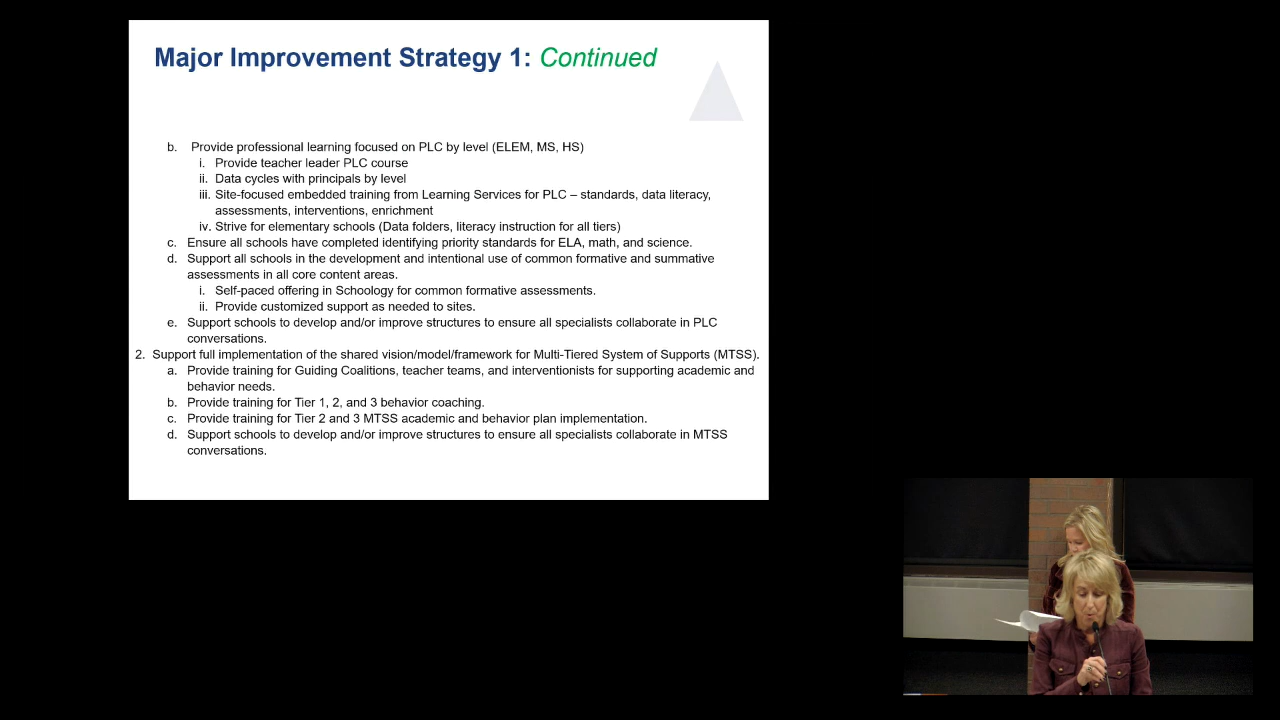 Major Improvement Strategy 1: Continued
b. Provide professional learning focused on PLC by level (ELEM, MS, HS)
i. Provide teacher leader PLC course
ii. Data cycles with principals by level
iii. Site-focused embedded training from Learning Services for PLC – standards, data literacy,
assessments, interventions, enrichment
iv. Strive for elementary schools (Data folders, literacy instruction for all tiers)
c. Ensure all schools have completed identifying priority standards for ELA, math, and science.
d. Support all schools in the development and intentional use of common formative and summative
assessments in all core content areas.
i. Self-paced offering in Schoology for common formative assessments.
ii. Provide customized support as needed to sites.
e. Support schools to develop and/or improve structures to ensure all specialists collaborate in PLC
conversations.
2. Support full implementation of the shared vision/model/framework for Multi-Tiered System of Supports (MTSS).
a. Provide training for Guiding Coalitions, teacher teams, and interventionists for supporting academic and
behavior needs.
b. Provide training for Tier 1, 2, and 3 behavior coaching.
c. Provide training for Tier 2 and 3 MTSS academic and behavior plan implementation.
d. Support schools to develop and/or improve structures to ensure all specialists collaborate in MTSS
conversations.